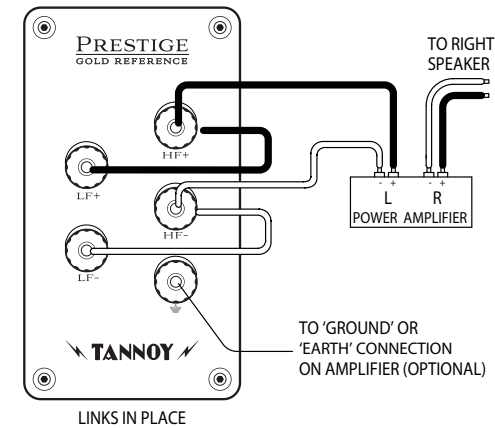 PRESTIGE
GOLD REFERENCE
HF+
LF+
HF-
LF-
TANNOY
LINKS IN PLACE
TO RIGHT
SPEAKER
- + - +
L R
POWER AMPLIFIER
TO ‘GROUND’ OR
‘EARTH’ CONNECTION
ON AMPLIFIER (OPTIONAL)